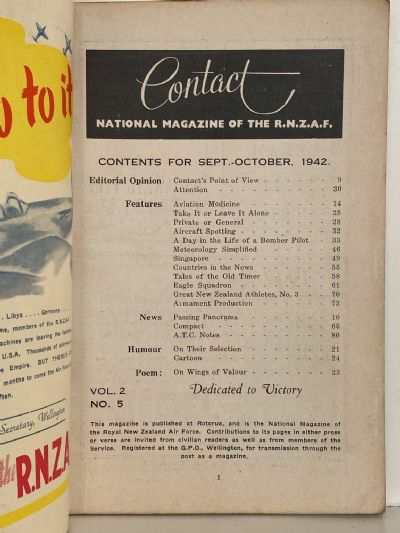 to it
Libya . . . . Germany
ne, members of the R.N.Z.A.F
achines are leaving the
U.S.A. Thousands of
e Empire. BUT THERE
months to come the air
ften.
Secretary, Wellington
the R.N.Z.A
Contact
NATIONAL MAGAZINE OF THE R.N.Z.A.F.
CONTENTS FOR SEPT.-OCTOBER, 1942.
Editorial Opinion Contact's Point of View - - - - - - 9
Attention - - - - - - - - - - 30
Features Aviation Medicine - - - - - - - 14
Take It or Leave It Alone - - - - - 25
Private or General - - - - - - - 28
Aircraft Spotting - - - - - - - 32
A Day in the Life of a Bomber Pilot 33
Meteorology Simplified - - - - - - 46
Singapore - - - - - - - - - - 49
Countries in the News - - - - - - 55
Tales of the Old Timer - - - - - - 58
Eagle Squadron - - - - - - - - 61
Great New Zealand Athletes, No. 3 - - 70
Armament Production - - - - - - 73
News Passing Panorama - - - - - - - 10
Compact - - - - - - - - - - 65
A.T.C. Notes - - - - - - - - - 80
Humour On Their Selection - - - - - - - 21
Cartoon - - - - - - - - - - 24
Poem: On Wings of Valour - - - - - - 23
VOL. 2 Dedicated to Victory
NO. 5
This magazine is published at Rotorua, and is the National Magazine of
the Royal New Zealand Air Force. Contributions to its pages in either prose
or verse are invited from civilian readers as well as from members of the
Service. Registered at the G.P.O., Wellington, for transmission through the
post as a magazine.
1